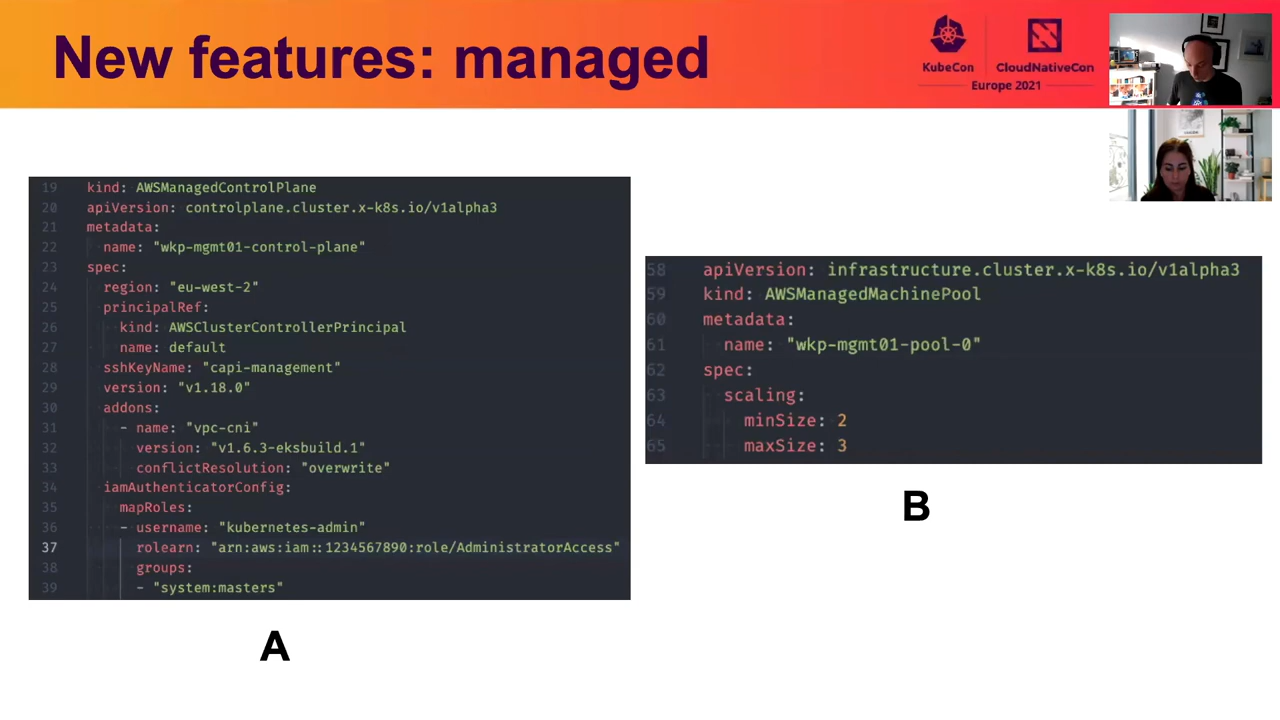 New features: managed
KubeCon
CloudNativeCon
Europe 2021
19 kind: AWSManagedControlPlane
20 apiVersion: controlplane.cluster.x-k8s.io/v1alpha3
21 metadata:
22 name: "wkp-mgmt01-control-plane"
23 spec:
24 region: "eu-west-2"
25 principalRef:
26 kind: AWSClusterControllerPrincipal
27 name: default
28 sshKeyName: "capi-management"
29 version: "v1.18.0"
30 addons:
31 - name: "vpc-cni"
32 version: "v1.6.3-eksbuild.1"
33 conflictResolution: "overwrite"
34 iamAuthenticatorConfig:
35 mapRoles:
36 - username: "kubernetes-admin"
37 rolearn: "arn:aws:iam::1234567890:role/AdministratorAccess"
38 groups:
39 - "system:masters"
A
58 apiVersion: infrastructure.cluster.x-k8s.io/v1alpha3
59 kind: AWSManagedMachinePool
60 metadata:
61 name: "wkp-mgmt01-pool-0"
62 spec:
63 scaling:
64 minSize: 2
65 maxSize: 3
B